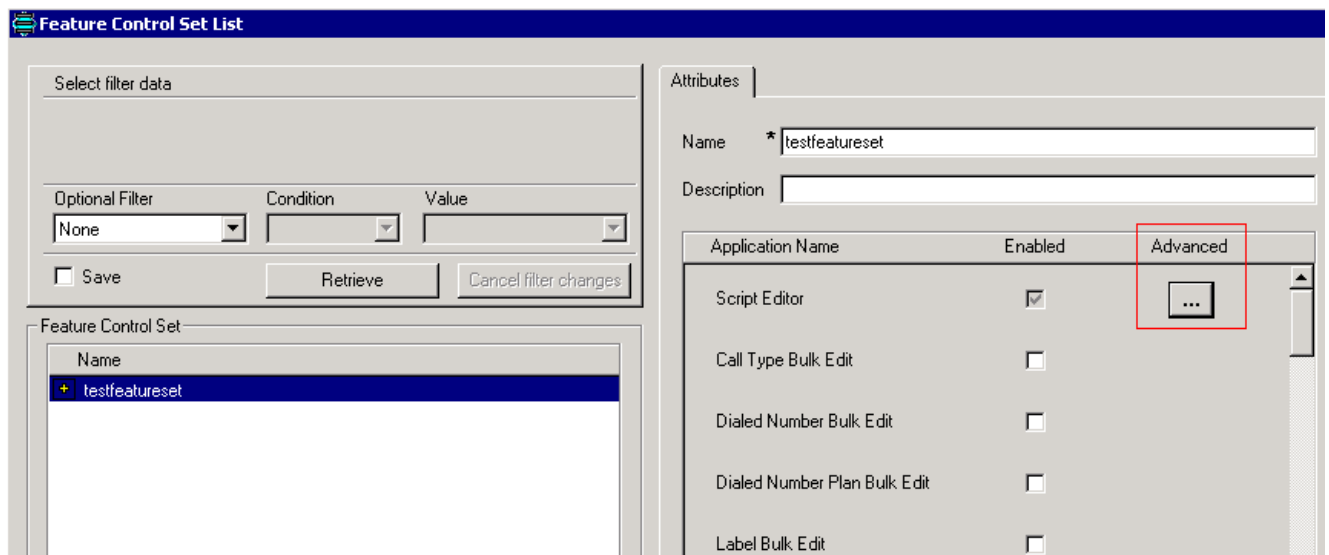 Feature Control Set List
Select filter data
Optional Filter Condition Value
None
Save Retrieve Cancel filter changes
Feature Control Set
Name
+ testfeatureset
Attributes
Name * testfeatureset
Description
Application Name Enabled Advanced
Script Editor ...
Call Type Bulk Edit
Dialed Number Bulk Edit
Dialed Number Plan Bulk Edit
Label Bulk Edit